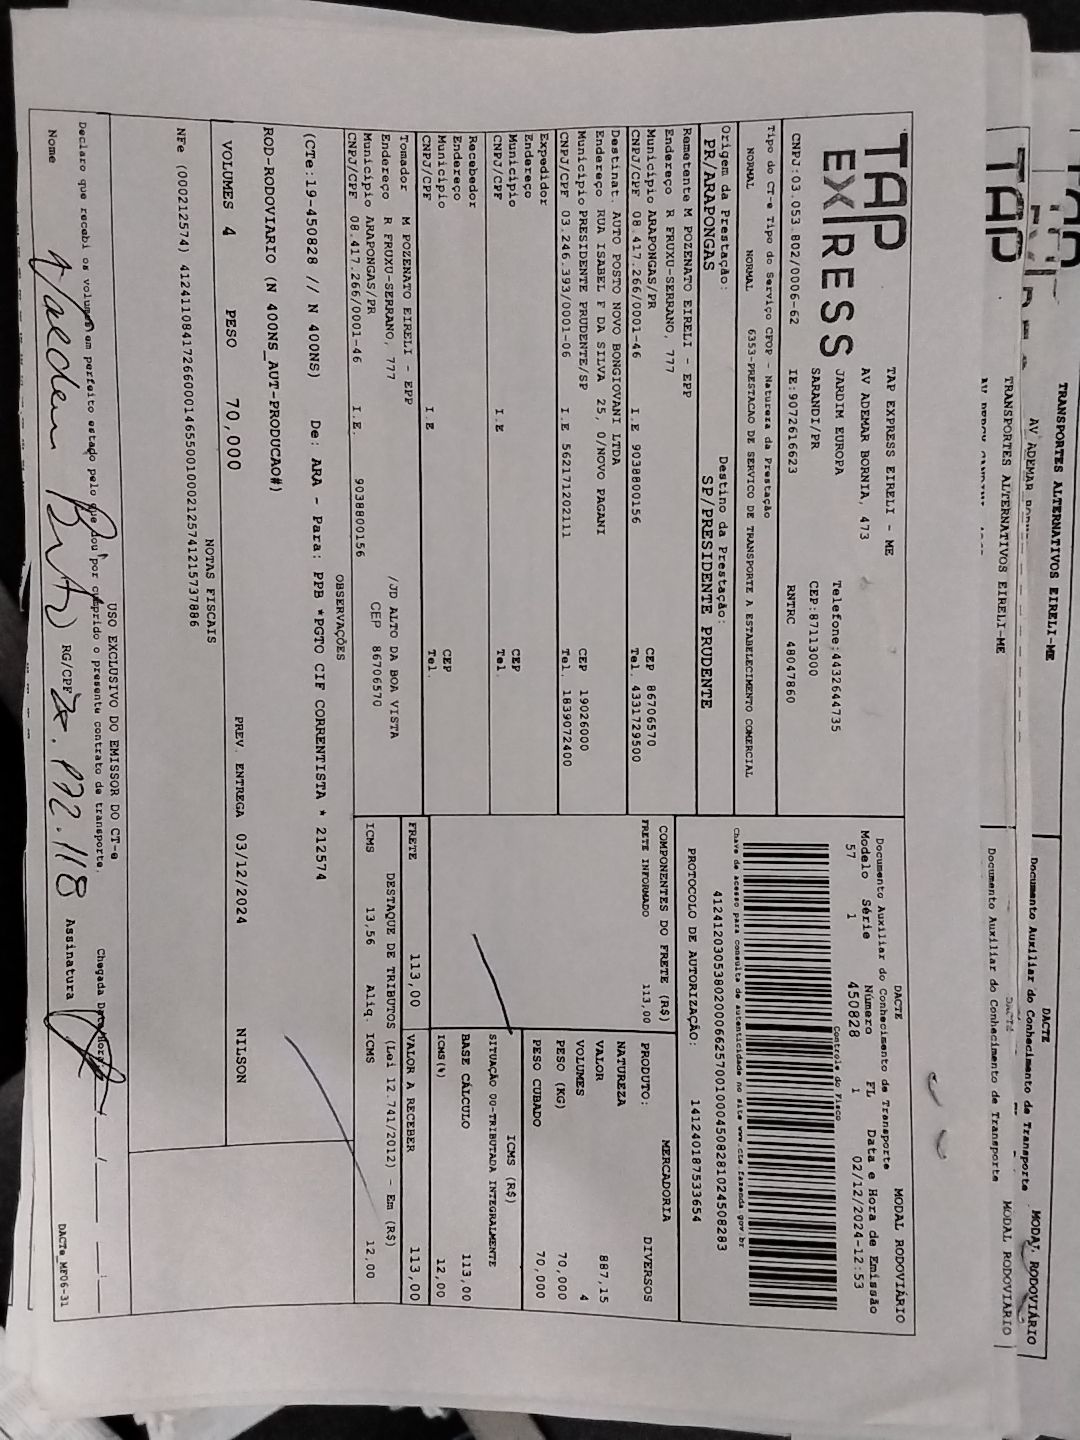 TAP
EXPRESS
TAP EXPRESS EIRELI - ME
AV ADEMAR BORNIA, 473
JARDIM EUROPA
Telefone:4432644735
SARANDI/PR
CEP:87113000
CNPJ:03.053.802/0006-62
IE:9072616623
RNTRC 48047860
DACTE
MODAL RODOVIÁRIO
Documento Auxiliar do Conhecimento de Transporte
Modelo Série Número FL Data e Hora de Emissão
57 1 450828 1 02/12/2024-12:53
Controle do Fisco
Tipo do CT-e Tipo do Serviço CFOP - Natureza da Prestação
NORMAL NORMAL 6353-PRESTACAO DE SERVICO DE TRANSPORTE A ESTABELECIMENTO COMERCIAL
Chave de acesso para consulta de autenticidade no site www.cte.fazenda.gov.br
41241203053802000662570010004508281024508283
Origem da Prestação:
PR/ARAPONGAS
Destino da Prestação:
SP/PRESIDENTE PRUDENTE
PROTOCOLO DE AUTORIZAÇÃO: 141240187533654
Remetente M POZENATO EIRELI - EPP
Endereço R FRUXU-SERRANO, 777
Município ARAPONGAS/PR CEP 86706570
CNPJ/CPF 08.417.266/0001-46 I.E 9038800156 Tel. 4331729500
Destinat. AUTO POSTO NOVO BONGIOVANI LTDA
Endereço RUA ISABEL F DA SILVA 25, 0/NOVO PAGANI
Município PRESIDENTE PRUDENTE/SP CEP 19026000
CNPJ/CPF 03.246.393/0001-06 I.E 562171202111 Tel. 1839072400
Expedidor
Endereço
Município CEP
CNPJ/CPF I.E Tel.
Recebedor
Endereço
Município CEP
CNPJ/CPF I.E Tel.
Tomador M POZENATO EIRELI - EPP
Endereço R FRUXU-SERRANO, 777 /JD ALTO DA BOA VISTA
Município ARAPONGAS/PR CEP 86706570
CNPJ/CPF 08.417.266/0001-46 I.E. 9038800156
COMPONENTES DO FRETE (R$)
FRETE INFORMADO 113,00
PRODUTO: MERCADORIA
NATUREZA DIVERSOS
VALOR 887,15
VOLUMES 4
PESO (KG) 70,000
PESO CUBADO 70,000
ICMS (R$)
SITUAÇÃO 00-TRIBUTADA INTEGRALMENTE
BASE CÁLCULO 113,00
ICMS(%) 12,00
FRETE 113,00
VALOR A RECEBER 113,00
DESTAQUE DE TRIBUTOS (Lei 12.741/2012) - Em (R$)
ICMS 13,56 Aliq. ICMS 12,00
OBSERVAÇÕES
(CTe:19-450828 // N 400NS) De: ARA - Para: PPB *PGTO CIF CORRENTISTA * 212574
ROD-RODOVIARIO (N 400NS_AUT-PRODUCAO#)
VOLUMES 4 PESO 70,000 PREV. ENTREGA 03/12/2024 NILSON
NOTAS FISCAIS
NFe (000212574) 41241108417266000146550010002125741215737886
USO EXCLUSIVO DO EMISSOR DO CT-e
Declaro que recebi os volumes em perfeito estado pelo que dou por cumprido o presente contrato de transporte.
Nome RG/CPF Assinatura
DACTe_MF06-31
TRANSPORTES ALTERNATIVOS EIRELI-ME
DACTE
Documento Auxiliar do Conhecimento de Transporte
MODAL RODOVIÁRIO
TAP
TRANSPORTES ALTERNATIVOS EIRELI-ME
Documento Auxiliar do Conhecimento de Transporte
MODAL RODOVIARIO